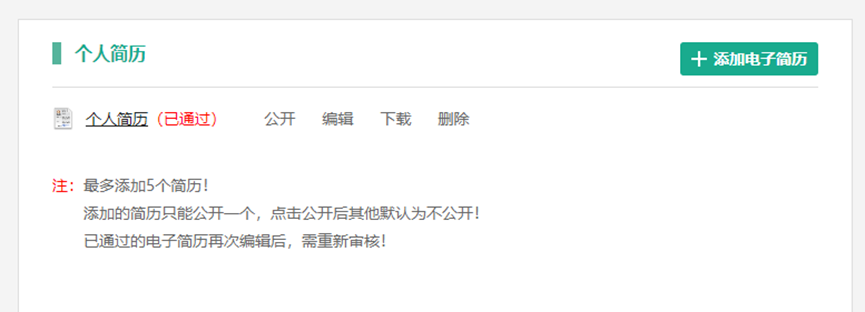 个人简历
添加电子简历
个人简历（已通过） 公开 编辑 下载 删除
注：最多添加5个简历！
添加的简历只能公开一个，点击公开后其他默认为不公开！
已通过的电子简历再次编辑后，需重新审核！